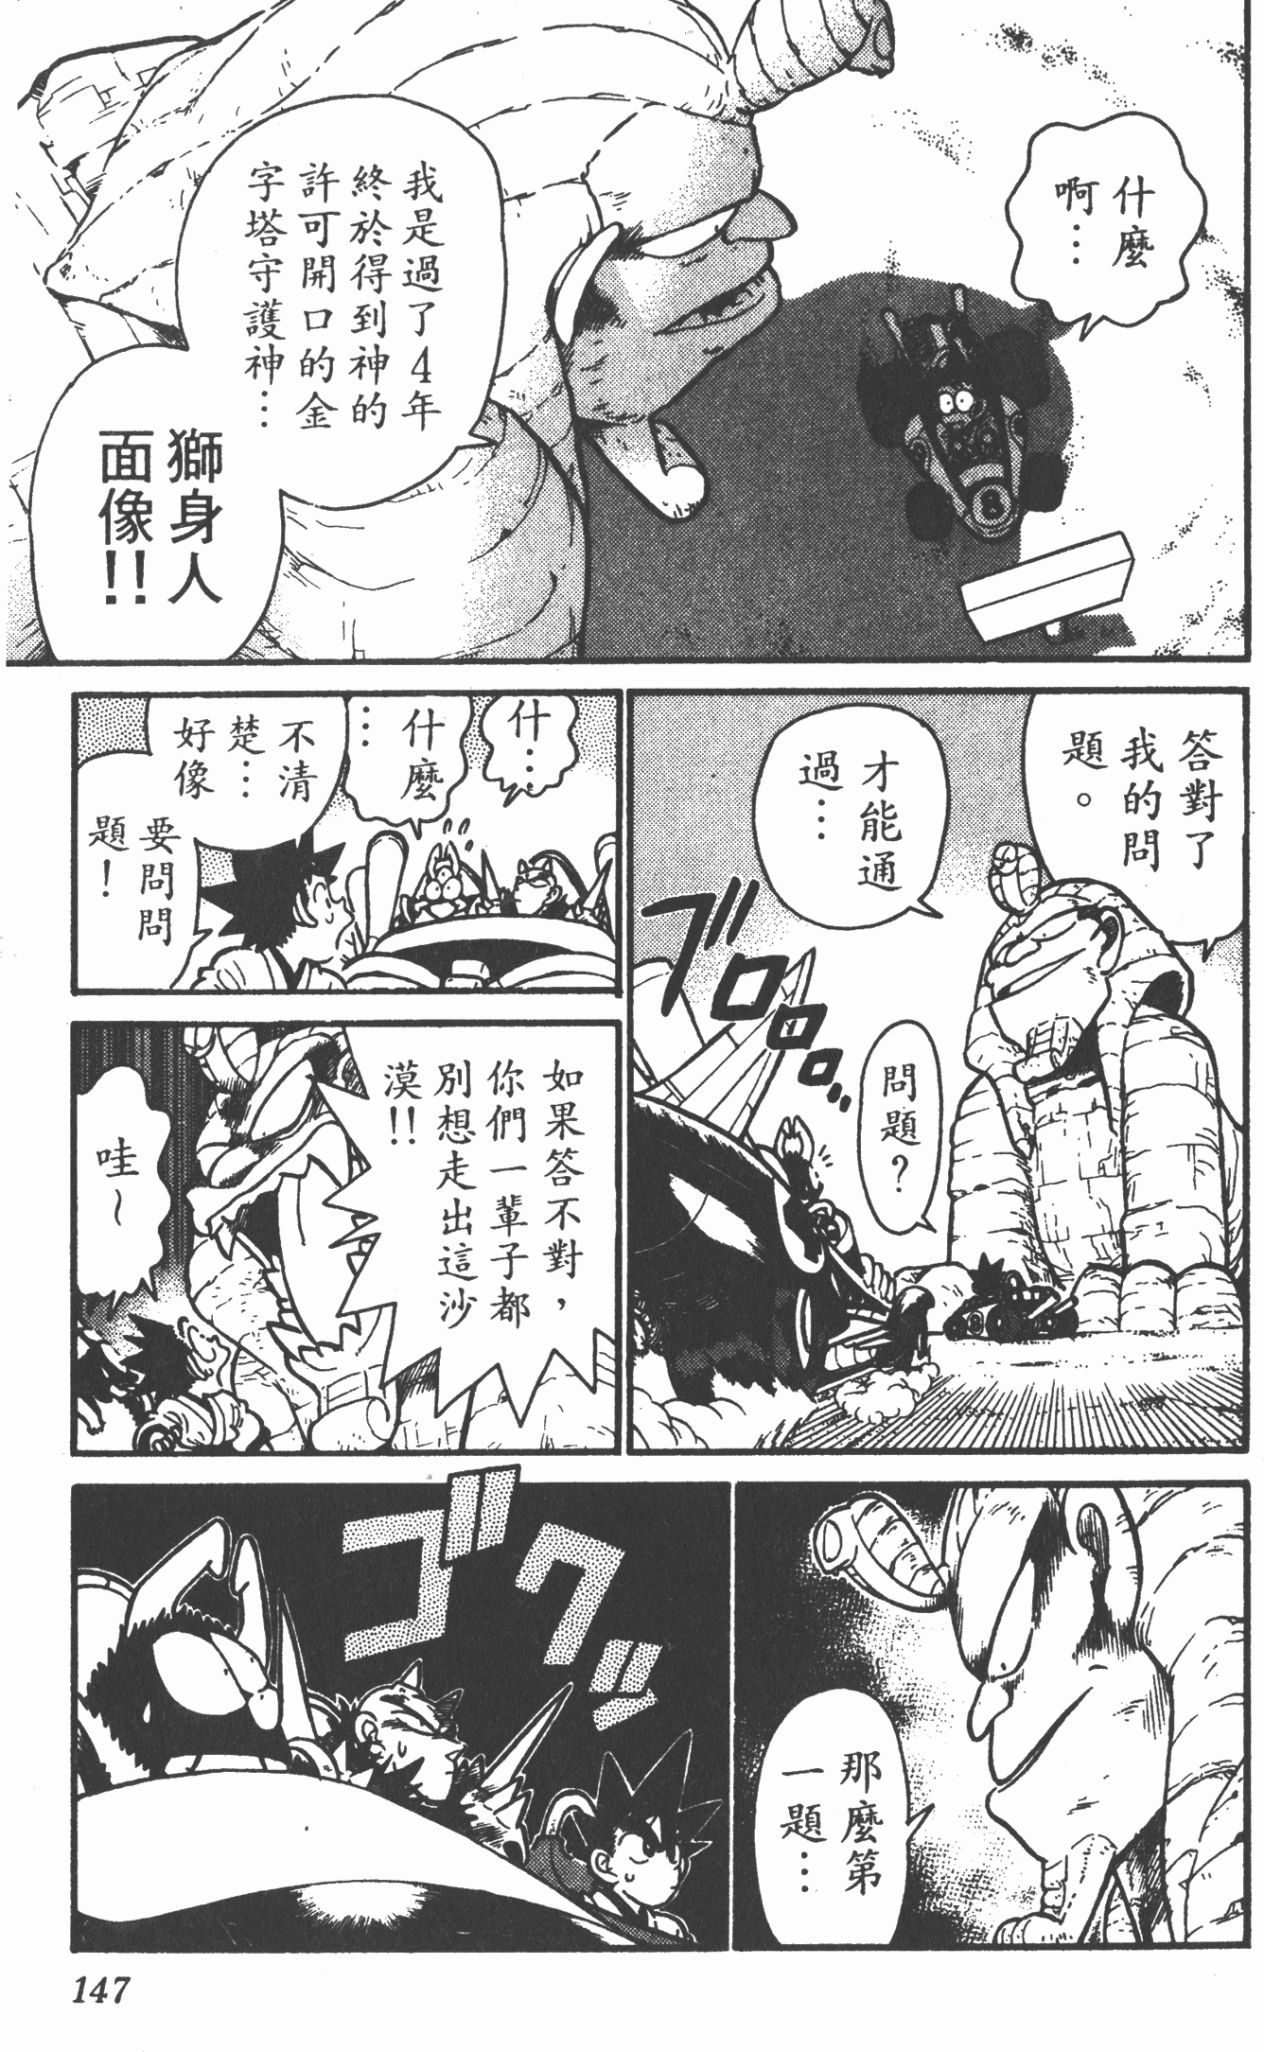 什麼
啊…
我是過了4年
終於得到神的
許可開口的金
字塔守護神…
獅身人
面像!!
答對了
我的問
題。
才能通
過…
ブロロロ…
問題?
什…
什麼
…
不清
楚…
好像
要問問
題!
如果答不對,
你們一輩子都
別想走出這沙
漠!!
哇~
那麼第
一題…
ゴクッ
147